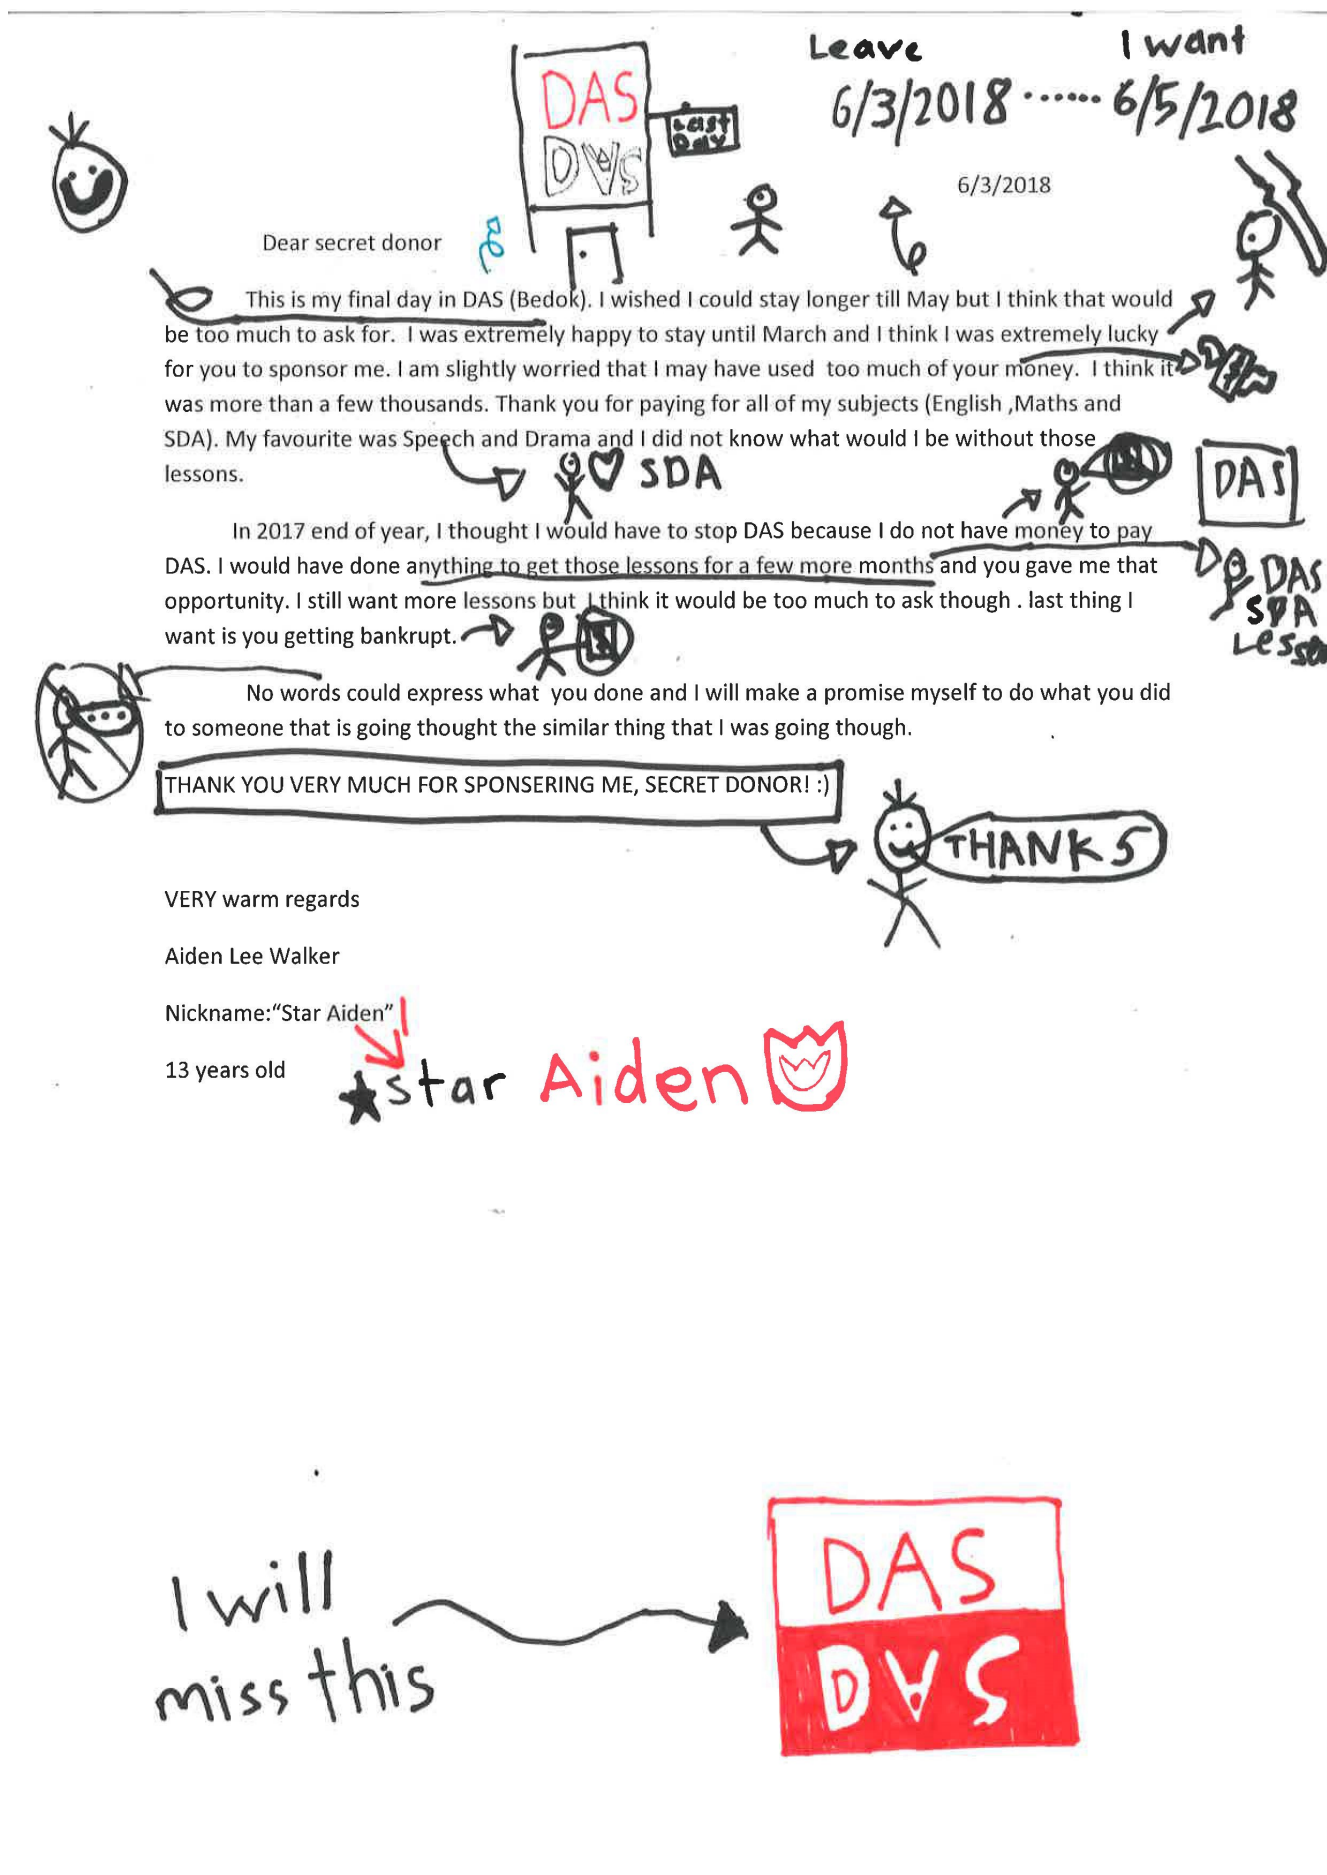 Leave I want
6/3/2018 ...... 6/5/2018
DAS
DAS
Last
Day
6/3/2018
Dear secret donor
This is my final day in DAS (Bedok). I wished I could stay longer till May but I think that would
be too much to ask for.  I was extremely happy to stay until March and I think I was extremely lucky
for you to sponsor me. I am slightly worried that I may have used  too much of your money.  I think it
was more than a few thousands. Thank you for paying for all of my subjects (English ,Maths and
SDA). My favourite was Speech and Drama and I did not know what would I be without those
lessons.
SDA
DAS
In 2017 end of year, I thought I would have to stop DAS because I do not have money to pay
DAS. I would have done anything to get those lessons for a few more months and you gave me that
opportunity. I still want more lessons but  I think it would be too much to ask though . last thing I
want is you getting bankrupt.
DAS
SDA
No words could express what  you done and I will make a promise myself to do what you did
to someone that is going thought the similar thing that I was going though.
THANK YOU VERY MUCH FOR SPONSERING ME, SECRET DONOR! :)
THANKS
VERY warm regards
Aiden Lee Walker
Nickname:“Star Aiden”
13 years old
star Aiden
I will
miss this
DAS
DAS